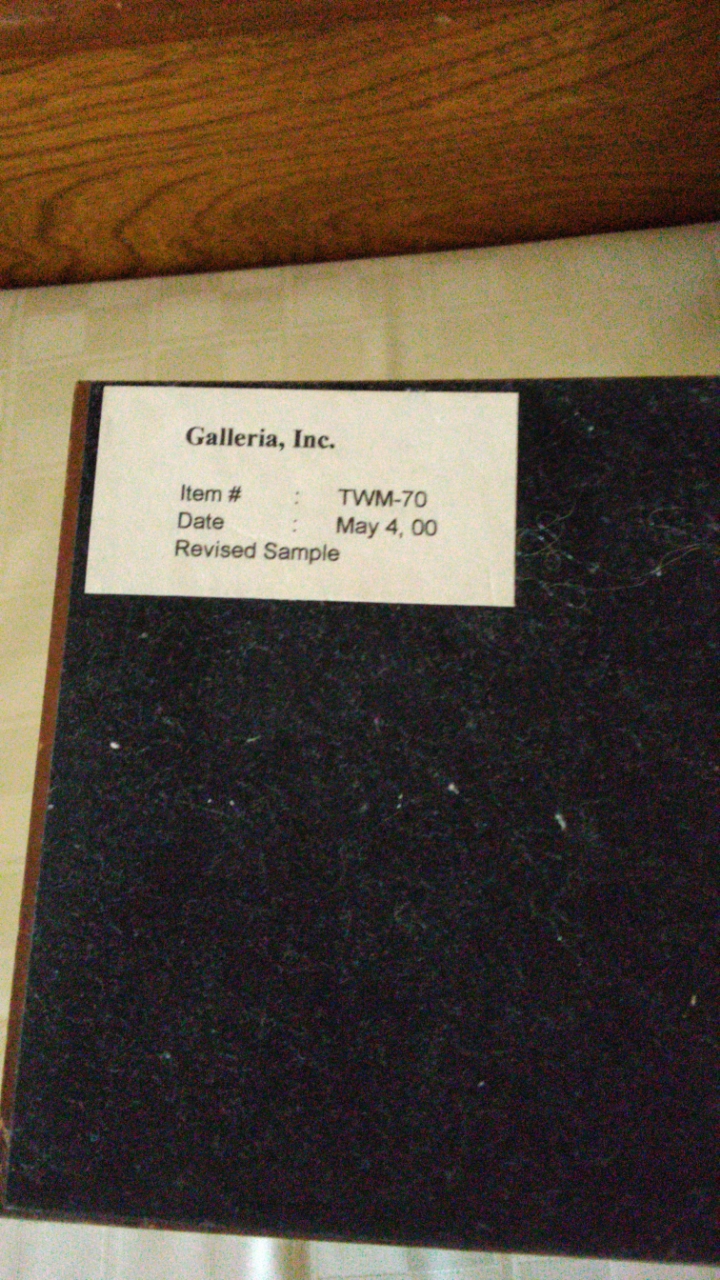 Galleria, Inc.
Item # : TWM-70
Date : May 4, 00
Revised Sample